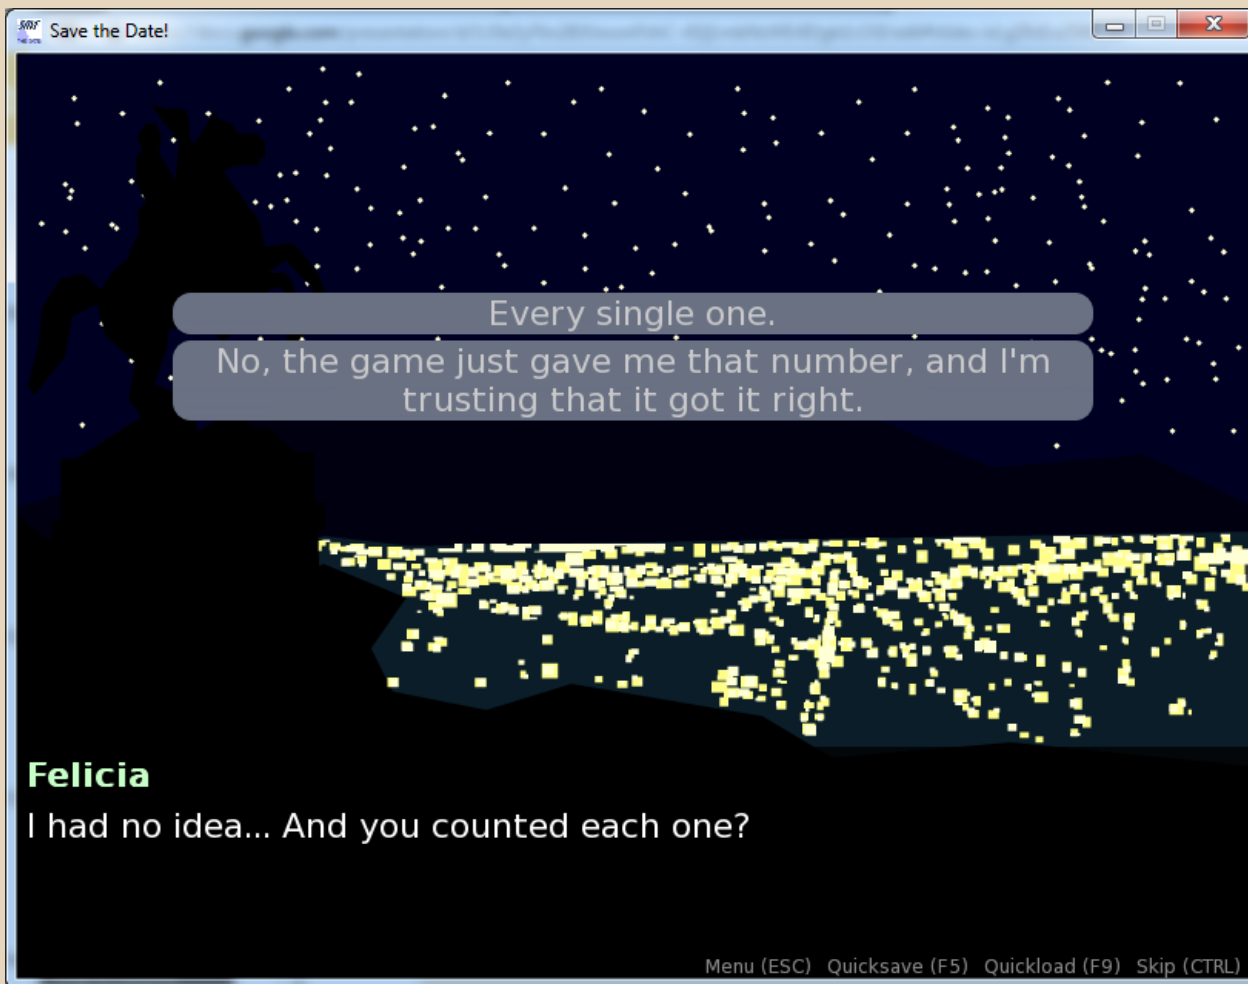 Save the Date!
Every single one.
No, the game just gave me that number, and I'm
trusting that it got it right.
Felicia
I had no idea... And you counted each one?
Menu (ESC) Quicksave (F5) Quickload (F9) Skip (CTRL)